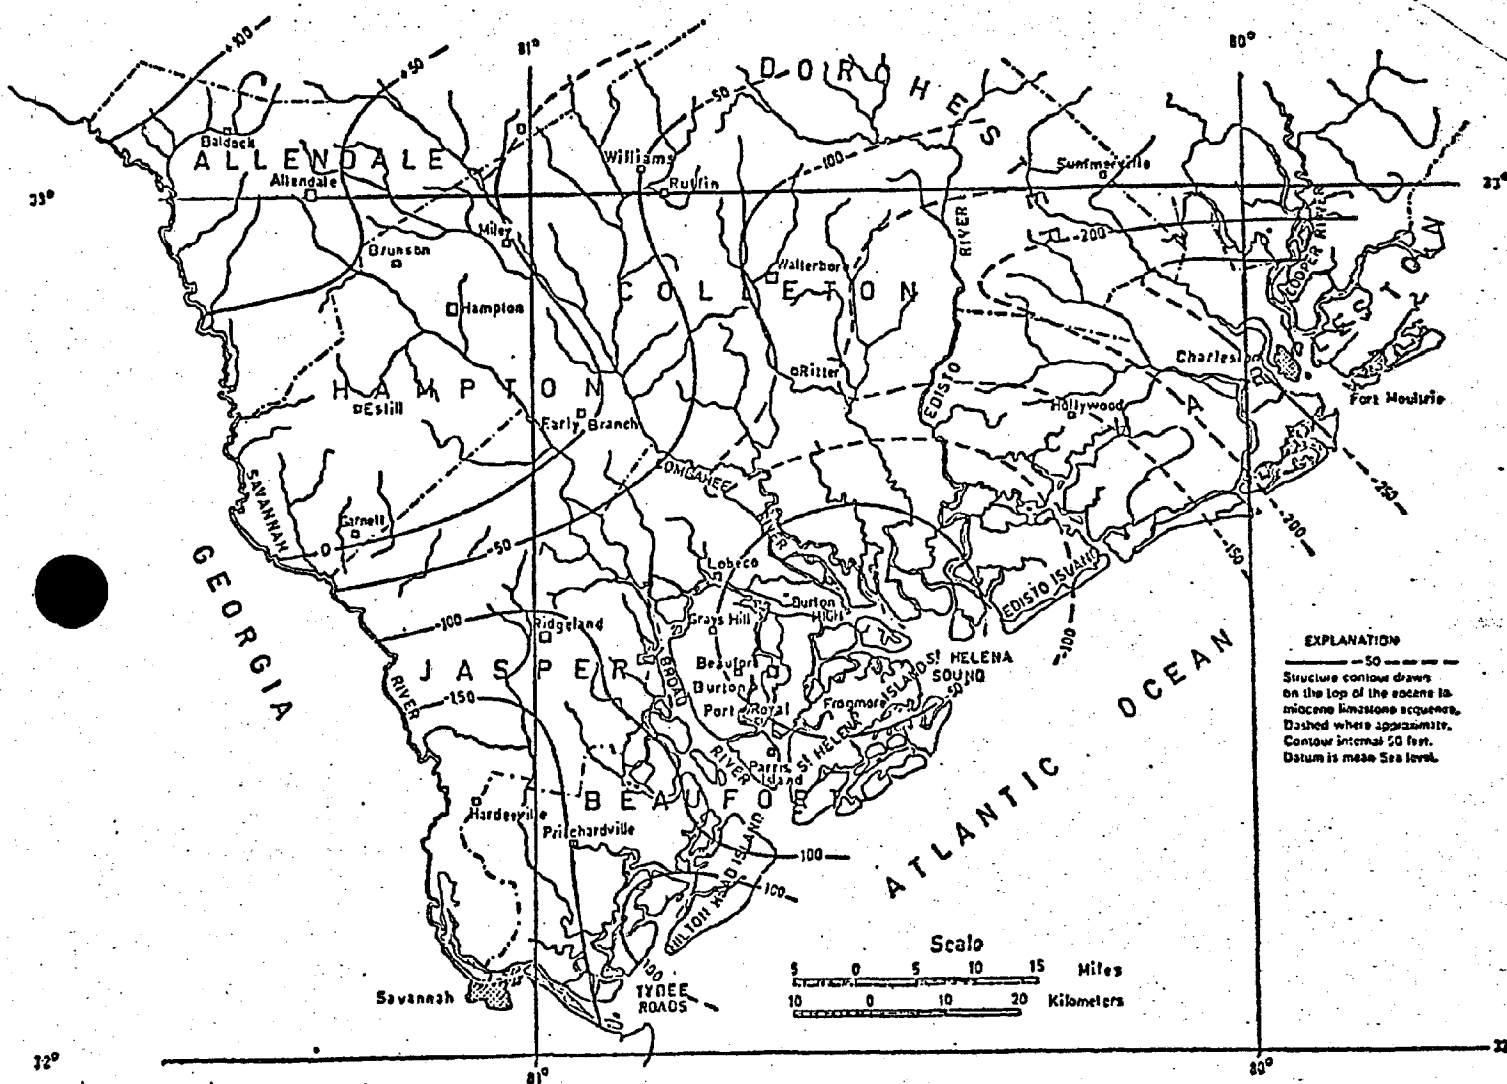 81°
80°
+100
+50
-50
DORCHEST
Baldock
ALLENDALE
Allendale
Williams
Ruffin
-100
Summerville
33°
33°
Miley
Brunson
Walterboro
RIVER
-200
COOPER RIVER
COLLETON
Hampton
Charleston
HAMPTON
Estill
Ritter
EDISTO
Hollywood
A
Fort Moultrie
Early Branch
COMBAHEE
RIVER
SAVANNAH
Garnett
0
-50
-250
-200
-150
GEORGIA
Lobeco
Burton
High
Grays Hill
EDISTO ISLAND
-100
-100
Ridgeland
JASPER
BROAD
Beaufort
Burton
Port Royal
Frogmore
St HELENA
SOUND
St HELENA ISLAND
-50
RIVER
-150
RIVER
Parris
Island
BEAUFORT
Hardeeville
Pritchardville
-100
-100
HILTON HEAD ISLAND
ATLANTIC OCEAN
EXPLANATION
-50
Structure contour drawn
on the top of the eocene to
miocene limestone sequence.
Dashed where approximate.
Contour interval 50 feet.
Datum is mean Sea level.
Scale
5 0 5 10 15 Miles
10 0 10 20 Kilometers
Savannah
TYBEE
ROADS
32°
81°
80°